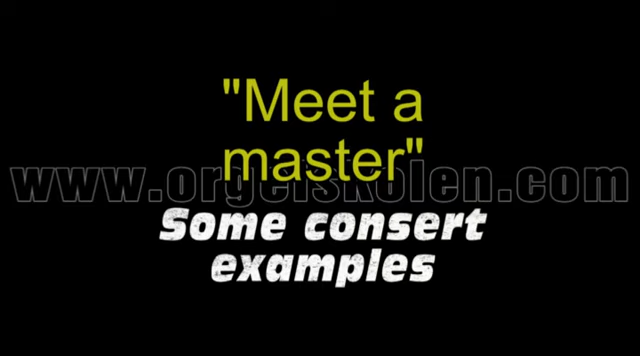 "Meet a
master"
www.orgelskolen.com
Some consert
examples